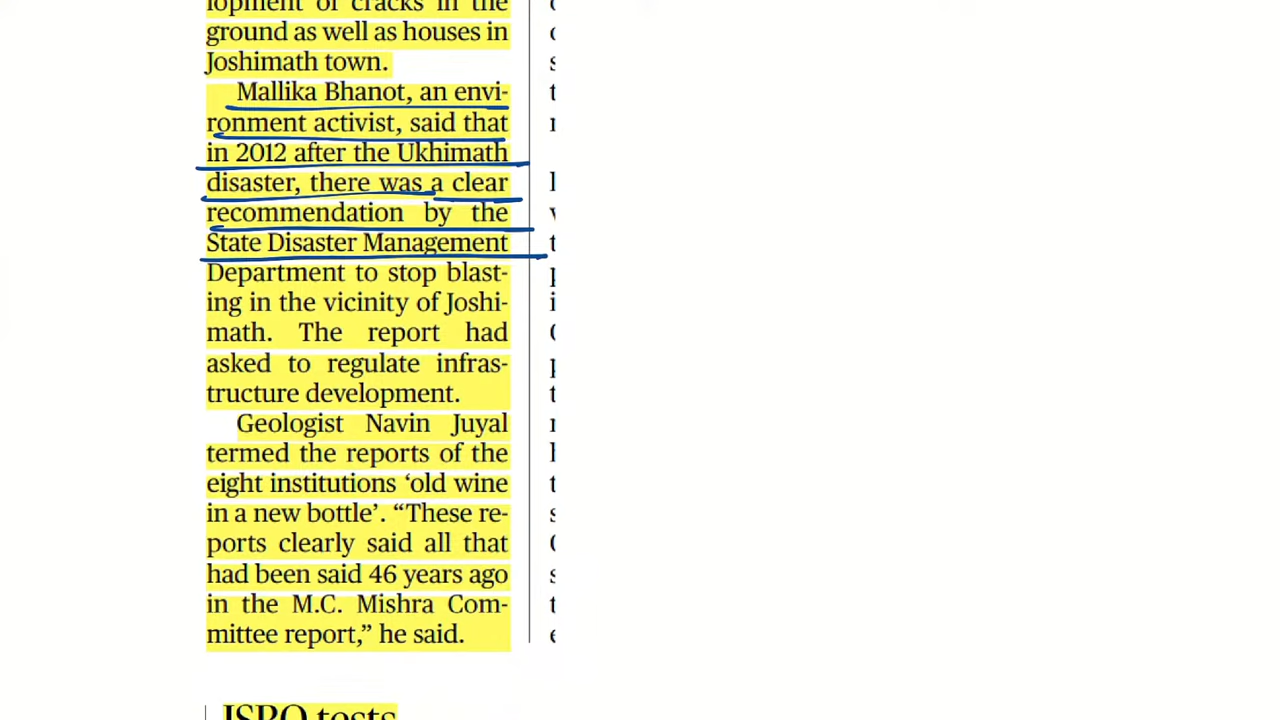 lopment of cracks in the
ground as well as houses in
Joshimath town.
Mallika Bhanot, an envi-
ronment activist, said that
in 2012 after the Ukhimath
disaster, there was a clear
recommendation by the
State Disaster Management
Department to stop blast-
ing in the vicinity of Joshi-
math. The report had
asked to regulate infras-
tructure development.
Geologist Navin Juyal
termed the reports of the
eight institutions ‘old wine
in a new bottle’. “These re-
ports clearly said all that
had been said 46 years ago
in the M.C. Mishra Com-
mittee report,” he said.
ISRO tests